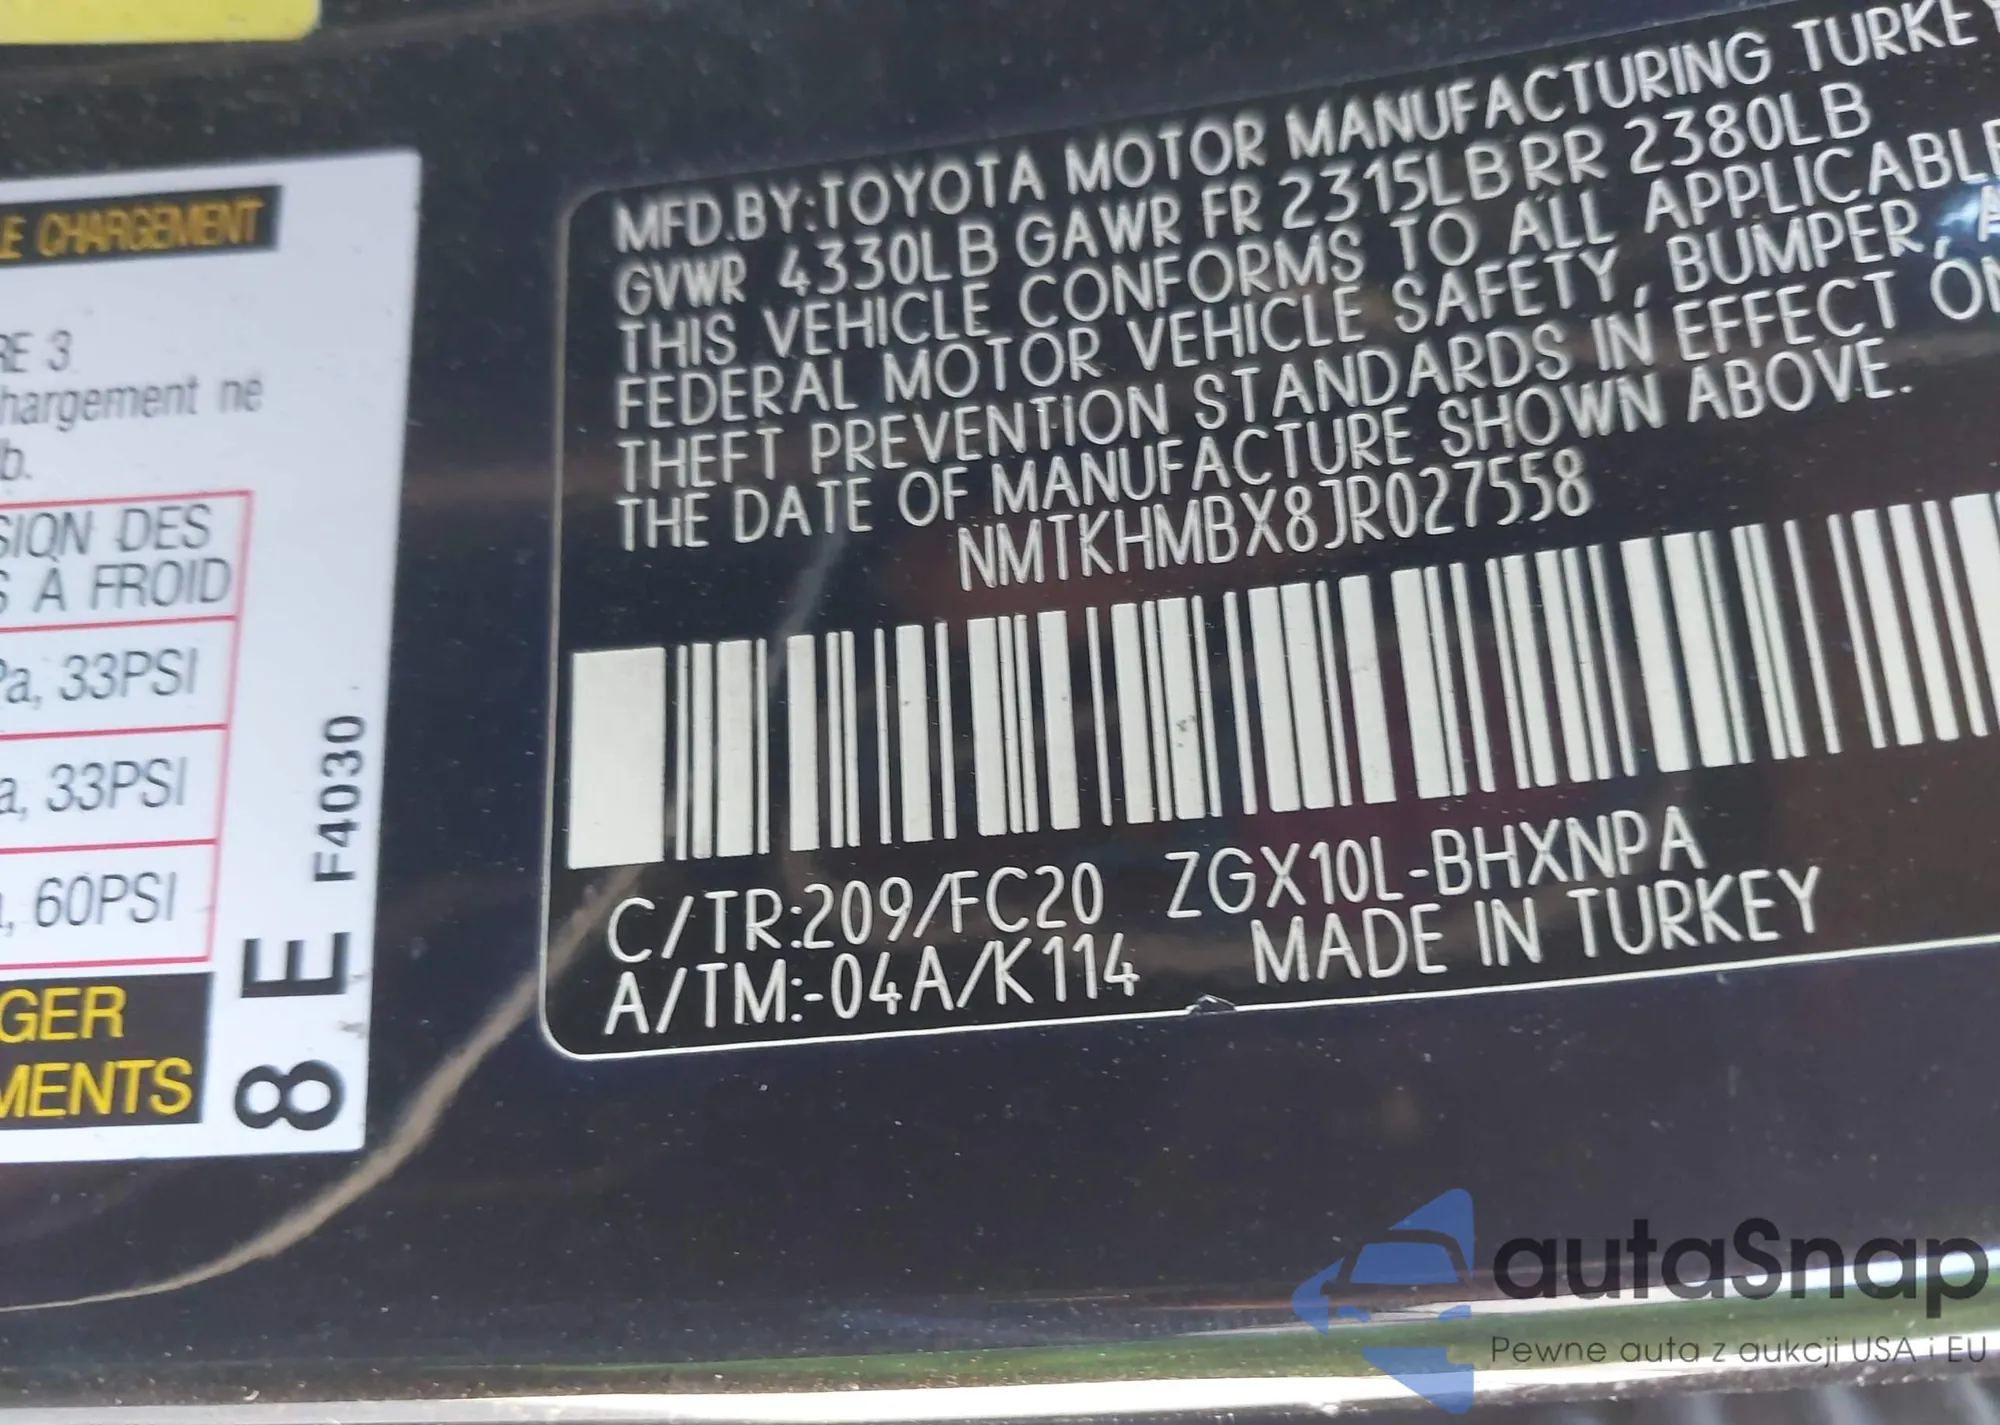 LE CHARGEMENT
RE 3
hargement ne
lb.
SION DES
S À FROID
Pa, 33PSI
a, 33PSI
, 60PSI
GER
MENTS
8 E F4030
MFD.BY:TOYOTA MOTOR MANUFACTURING TURKEY
GVWR 4330LB GAWR FR 2315LB RR 2380LB
THIS VEHICLE CONFORMS TO ALL APPLICABLE
FEDERAL MOTOR VEHICLE SAFETY, BUMPER, A
THEFT PREVENTION STANDARDS IN EFFECT ON
THE DATE OF MANUFACTURE SHOWN ABOVE.
NMTKHMBX8JR027558
C/TR:209/FC20 ZGX10L-BHXNPA
A/TM:-04A/K114 MADE IN TURKEY
autaSnap
Pewne auta z aukcji USA i EU